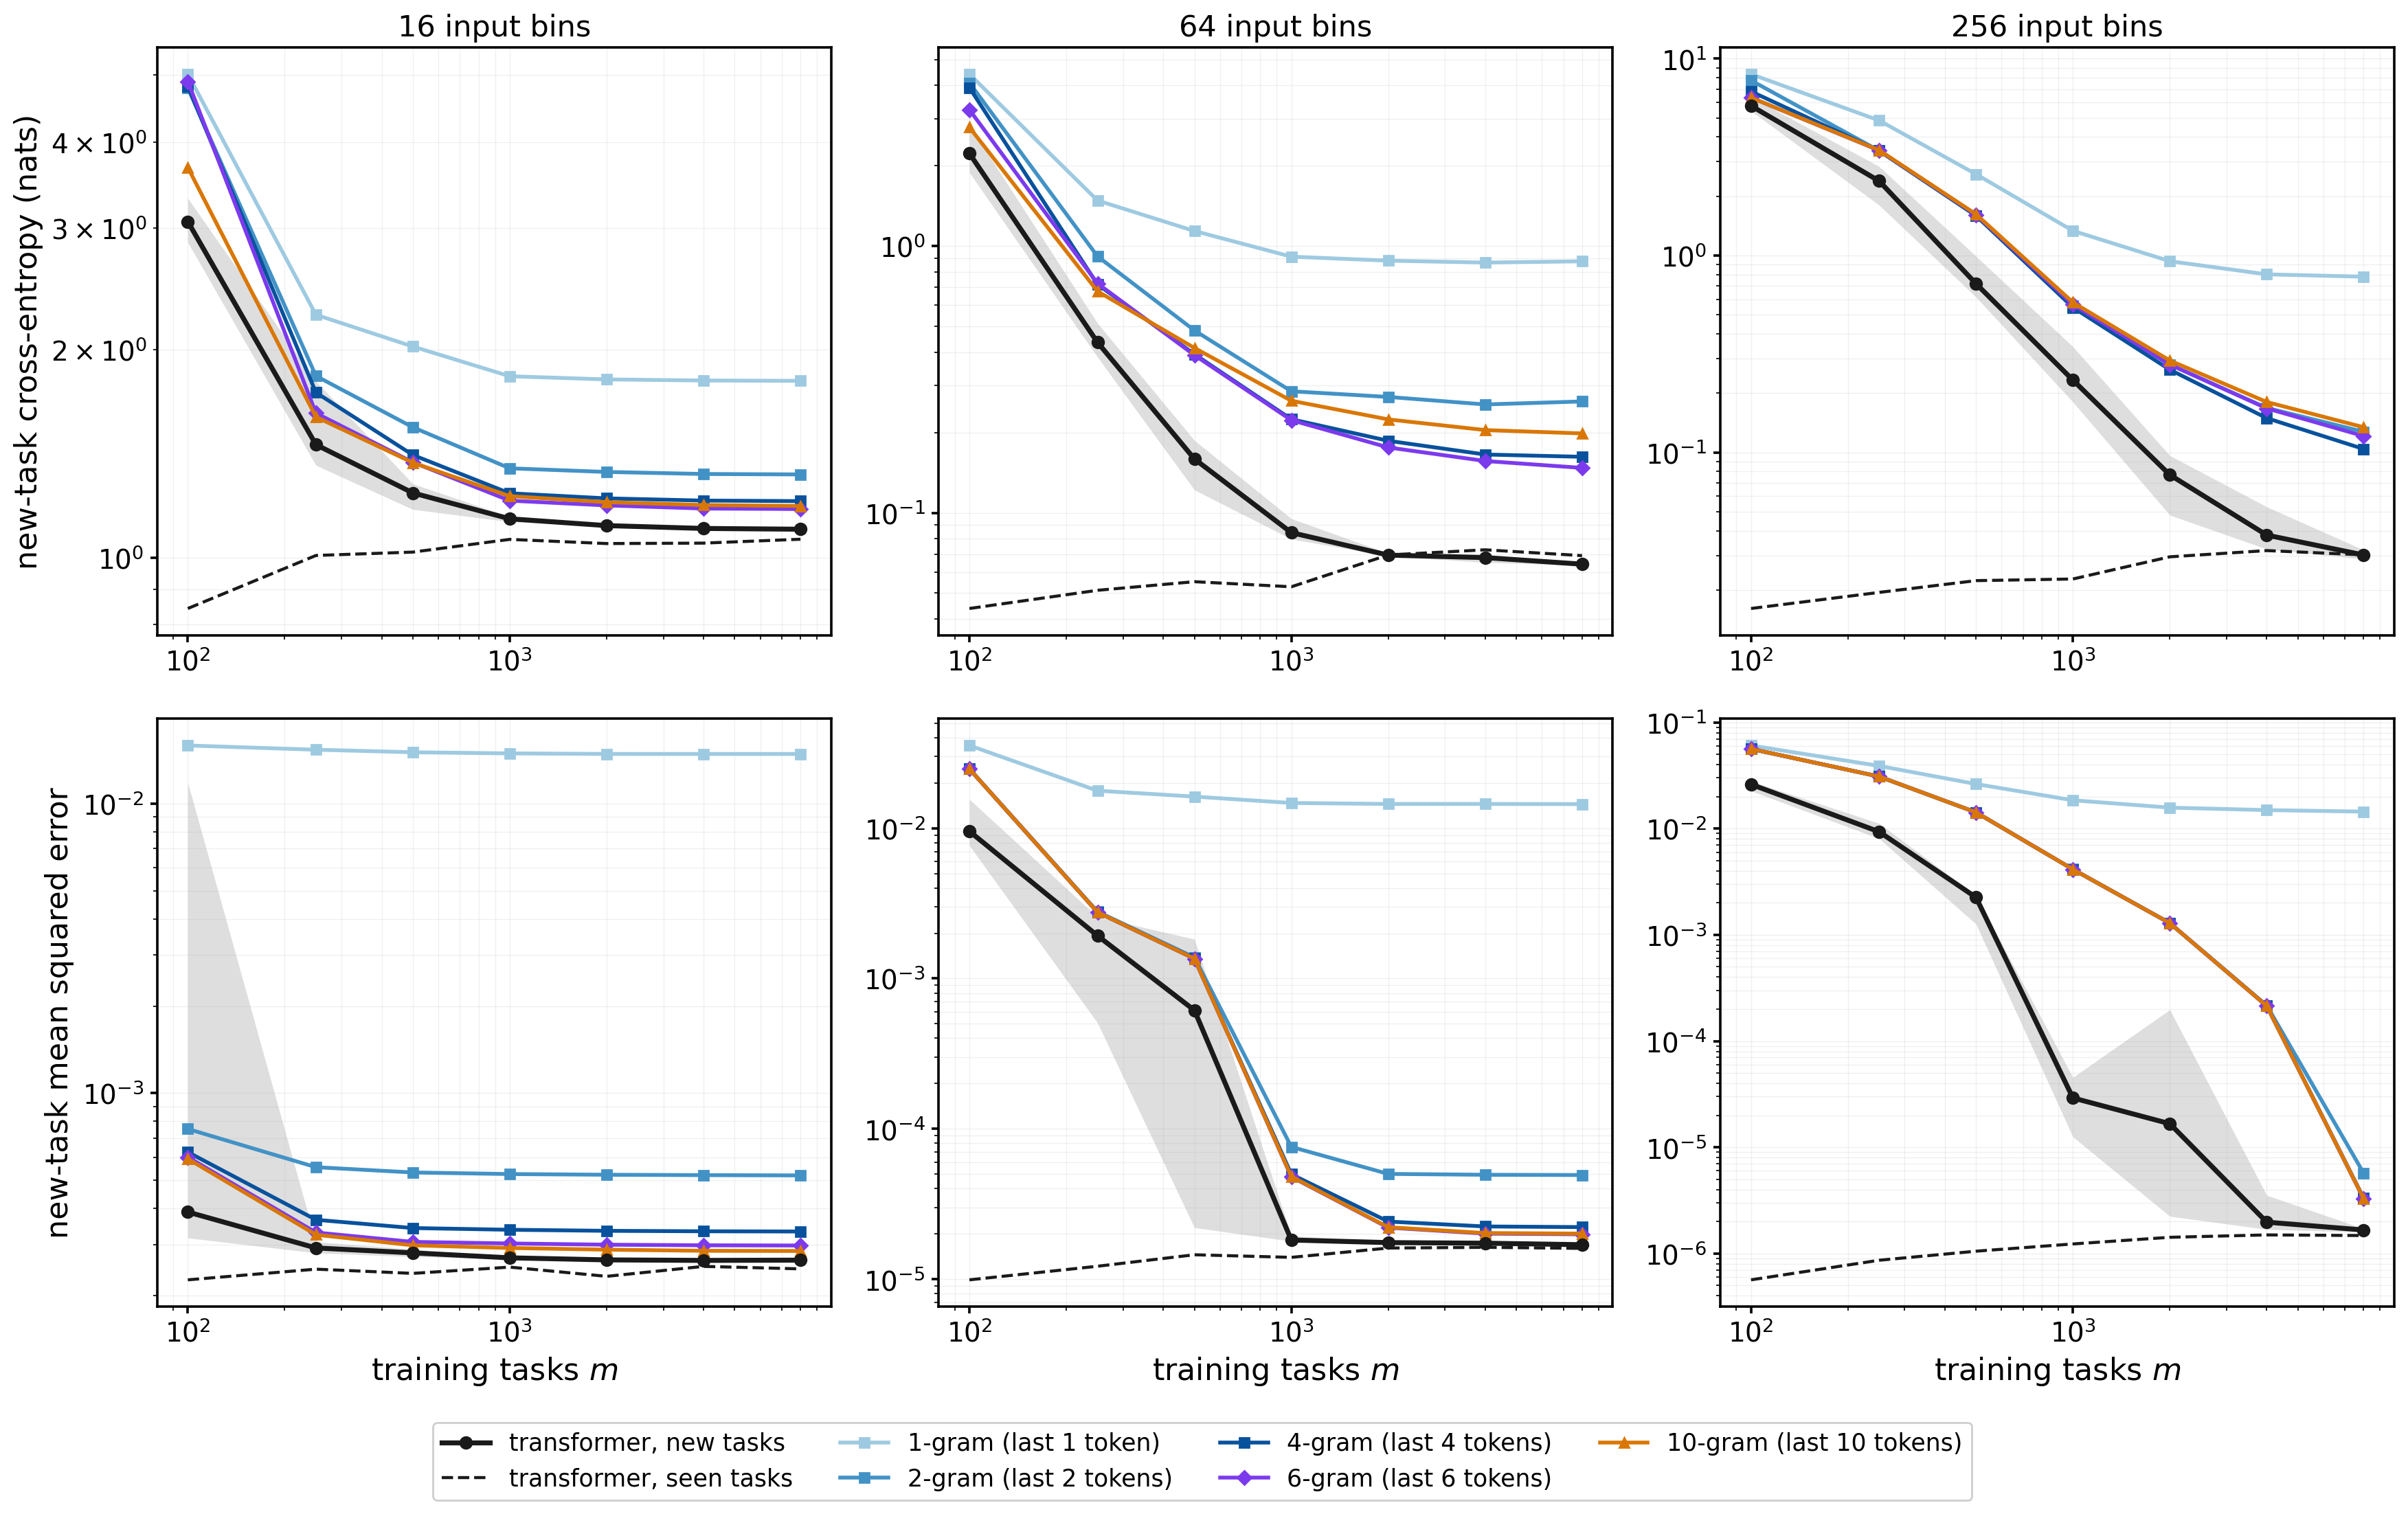 16 input bins
64 input bins
256 input bins
new-task cross-entropy (nats)
4 × 10⁰
3 × 10⁰
2 × 10⁰
10⁰
10² 10³
10⁰
10⁻¹
10² 10³
10¹
10⁰
10⁻¹
10² 10³
new-task mean squared error
10⁻²
10⁻³
10² 10³
training tasks m
10⁻²
10⁻³
10⁻⁴
10⁻⁵
10² 10³
training tasks m
10⁻¹
10⁻²
10⁻³
10⁻⁴
10⁻⁵
10⁻⁶
10² 10³
training tasks m
transformer, new tasks
transformer, seen tasks
1-gram (last 1 token)
2-gram (last 2 tokens)
4-gram (last 4 tokens)
6-gram (last 6 tokens)
10-gram (last 10 tokens)